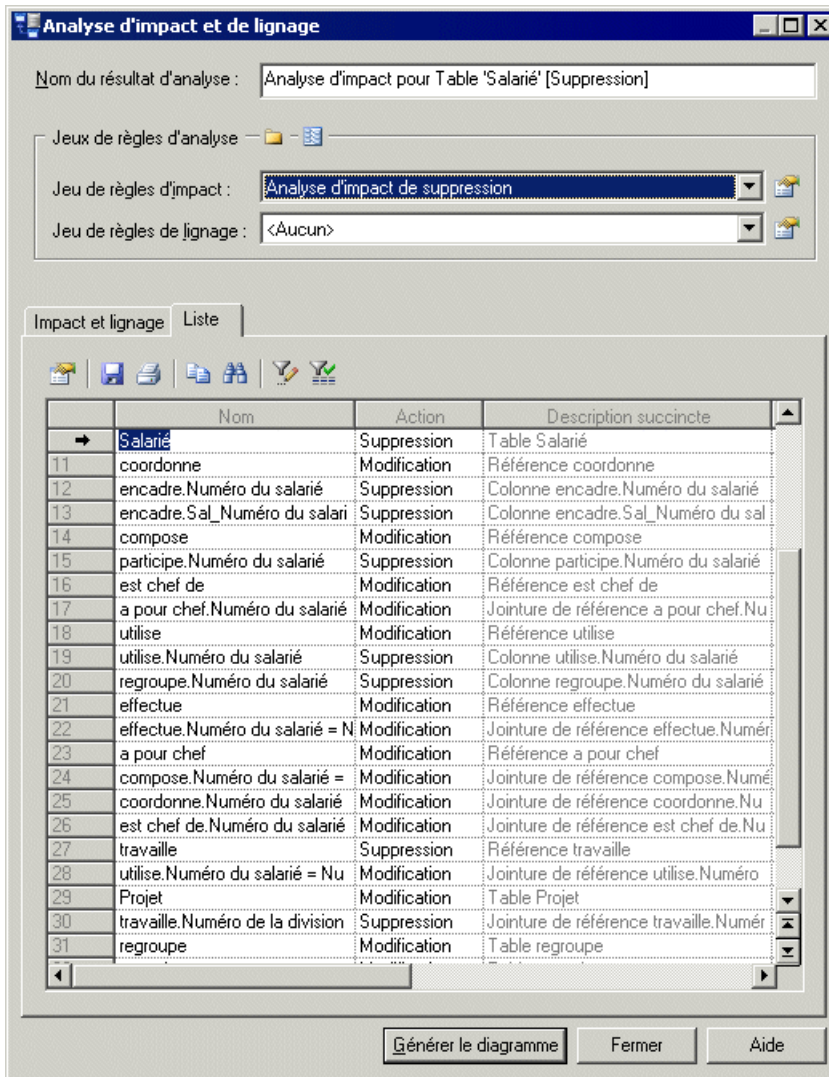 Analyse d'impact et de lignage
Nom du résultat d'analyse : Analyse d'impact pour Table 'Salarié' [Suppression]
Jeux de règles d'analyse
Jeu de règles d'impact : Analyse d'impact de suppression
Jeu de règles de lignage : <Aucun>
Impact et lignage Liste
Nom Action Description succincte
Salarié Suppression Table Salarié
11 coordonne Modification Référence coordonne
12 encadre.Numéro du salarié Suppression Colonne encadre.Numéro du salarié
13 encadre.Sal_Numéro du salari Suppression Colonne encadre.Sal_Numéro du sal
14 compose Modification Référence compose
15 participe.Numéro du salarié Suppression Colonne participe.Numéro du salarié
16 est chef de Modification Référence est chef de
17 a pour chef.Numéro du salarié Modification Jointure de référence a pour chef.Nu
18 utilise Modification Référence utilise
19 utilise.Numéro du salarié Suppression Colonne utilise.Numéro du salarié
20 regroupe.Numéro du salarié Suppression Colonne regroupe.Numéro du salarié
21 effectue Modification Référence effectue
22 effectue.Numéro du salarié = N Modification Jointure de référence effectue.Numér
23 a pour chef Modification Référence a pour chef
24 compose.Numéro du salarié = Modification Jointure de référence compose.Numé
25 coordonne.Numéro du salarié Modification Jointure de référence coordonne.Nu
26 est chef de.Numéro du salarié Modification Jointure de référence est chef de.Nu
27 travaille Suppression Référence travaille
28 utilise.Numéro du salarié = Nu Modification Jointure de référence utilise.Numéro
29 Projet Modification Table Projet
30 travaille.Numéro de la division Suppression Jointure de référence travaille.Numér
31 regroupe Modification Table regroupe
Générer le diagramme Fermer Aide